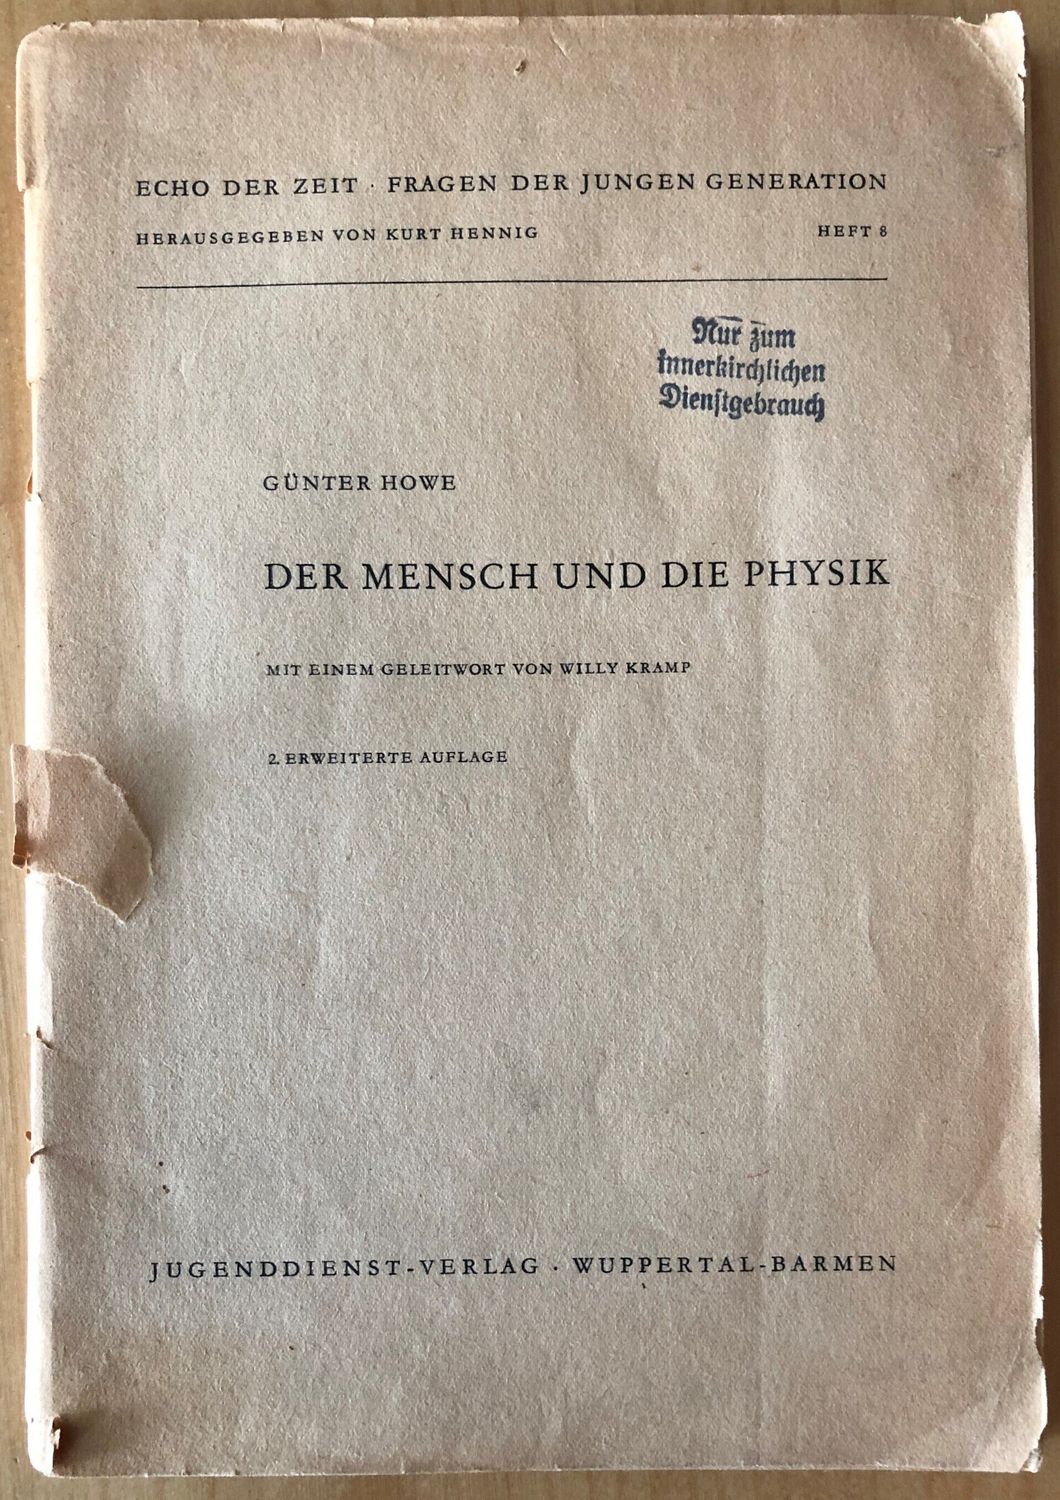 ECHO DER ZEIT · FRAGEN DER JUNGEN GENERATION
HERAUSGEGEBEN VON KURT HENNIG HEFT 8
Nur zum
innerkirchlichen
Dienſtgebrauch
GÜNTER HOWE
DER MENSCH UND DIE PHYSIK
MIT EINEM GELEITWORT VON WILLY KRAMP
2. ERWEITERTE AUFLAGE
JUGENDDIENST-VERLAG · WUPPERTAL-BARMEN